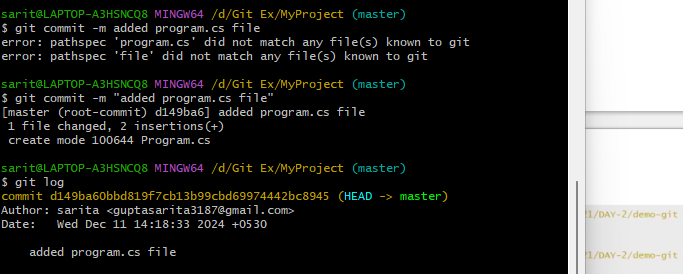 sarit@LAPTOP-A3HSNCQ8 MINGW64 /d/Git Ex/MyProject (master)
$ git commit -m added program.cs file
error: pathspec 'program.cs' did not match any file(s) known to git
error: pathspec 'file' did not match any file(s) known to git
sarit@LAPTOP-A3HSNCQ8 MINGW64 /d/Git Ex/MyProject (master)
$ git commit -m "added program.cs file"
[master (root-commit) d149ba6] added program.cs file
1 file changed, 2 insertions(+)
create mode 100644 Program.cs
sarit@LAPTOP-A3HSNCQ8 MINGW64 /d/Git Ex/MyProject (master)
$ git log
commit d149ba60bbd819f7cb13b99cbd69974442bc8945 (HEAD -> master)
Author: sarita <guptasarita3187@gmail.com>
Date: Wed Dec 11 14:18:33 2024 +0530
added program.cs file
/DAY-2/demo-git
/DAY-2/demo-git